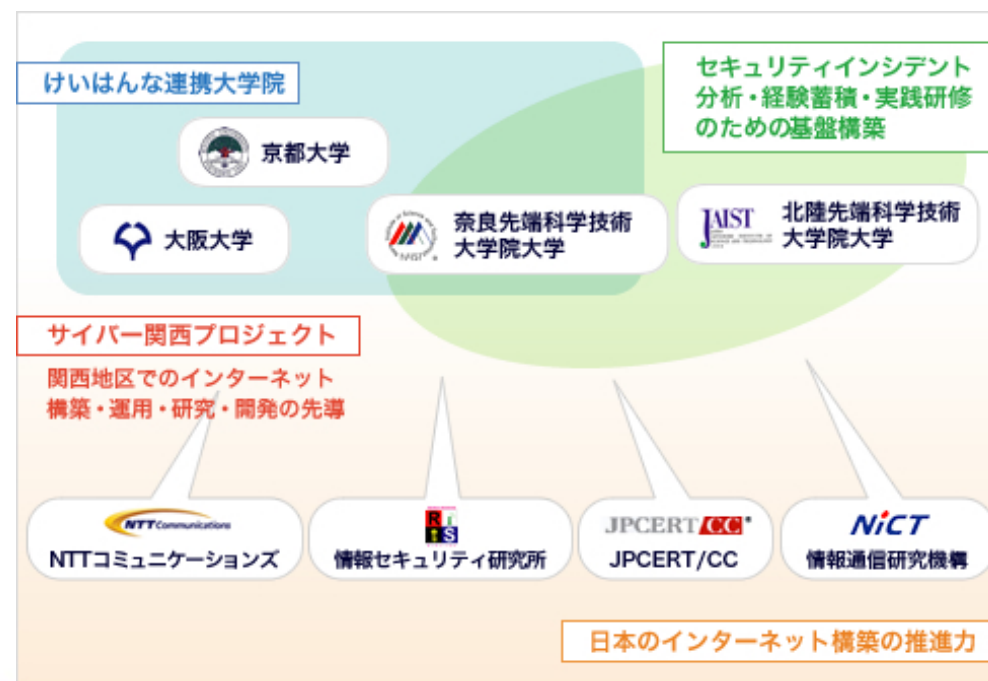 けいはんな連携大学院
セキュリティインシデント
分析・経験蓄積・実践研修
のための基盤構築
京都大学
大阪大学
奈良先端科学技術
大学院大学
JAIST
北陸先端科学技術
大学院大学
サイバー関西プロジェクト
関西地区でのインターネット
構築・運用・研究・開発の先導
NTT Communications
NTTコミュニケーションズ
RIIS
情報セキュリティ研究所
JPCERT CC®
JPCERT/CC
NICT
情報通信研究機構
日本のインターネット構築の推進力